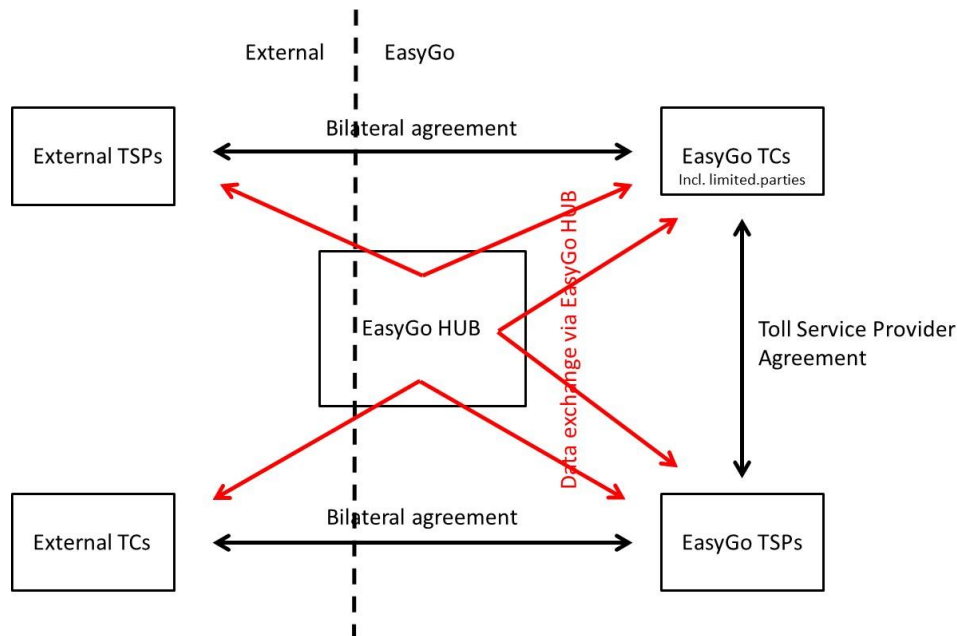 External
EasyGo
Bilateral agreement
External TSPs
EasyGo TCs
Incl. limited.parties
Data exchange via EasyGo HUB
EasyGo HUB
Toll Service Provider
Agreement
Bilateral agreement
External TCs
EasyGo TSPs